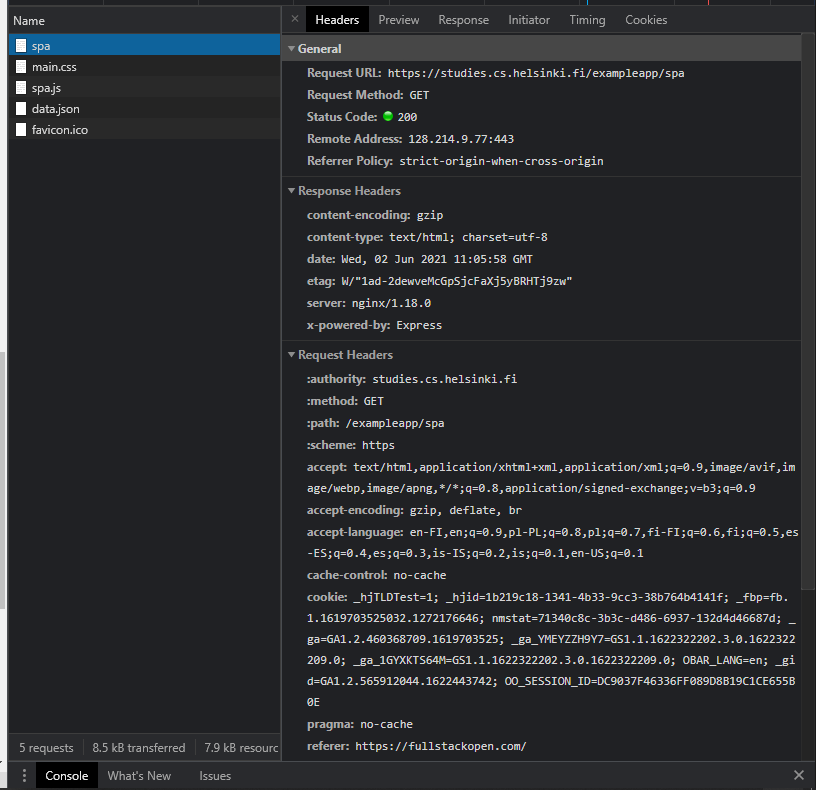 Name
spa
main.css
spa.js
data.json
favicon.ico
5 requests 8.5 kB transferred 7.9 kB resourc
× Headers Preview Response Initiator Timing Cookies
General
Request URL: https://studies.cs.helsinki.fi/exampleapp/spa
Request Method: GET
Status Code: 200
Remote Address: 128.214.9.77:443
Referrer Policy: strict-origin-when-cross-origin
Response Headers
content-encoding: gzip
content-type: text/html; charset=utf-8
date: Wed, 02 Jun 2021 11:05:58 GMT
etag: W/"1ad-2dewveMcGpSjcFaXj5yBRHTj9zw"
server: nginx/1.18.0
x-powered-by: Express
Request Headers
:authority: studies.cs.helsinki.fi
:method: GET
:path: /exampleapp/spa
:scheme: https
accept: text/html,application/xhtml+xml,application/xml;q=0.9,image/avif,im
age/webp,image/apng,*/*;q=0.8,application/signed-exchange;v=b3;q=0.9
accept-encoding: gzip, deflate, br
accept-language: en-FI,en;q=0.9,pl-PL;q=0.8,pl;q=0.7,fi-FI;q=0.6,fi;q=0.5,es
-ES;q=0.4,es;q=0.3,is-IS;q=0.2,is;q=0.1,en-US;q=0.1
cache-control: no-cache
cookie: _hjTLDTest=1; _hjid=1b219c18-1341-4b33-9cc3-38b764b4141f; _fbp=fb.
1.1619703525032.1272176646; nmstat=71340c8c-3b3c-d486-6937-132d4d46687d; _
ga=GA1.2.460368709.1619703525; _ga_YMEYZZH9Y7=GS1.1.1622322202.3.0.1622322
209.0; _ga_1GYXKTS64M=GS1.1.1622322202.3.0.1622322209.0; OBAR_LANG=en; _gi
d=GA1.2.565912044.1622443742; OO_SESSION_ID=DC9037F46336FF089D8B19C1CE655B
0E
pragma: no-cache
referer: https://fullstackopen.com/
Console What's New Issues ×